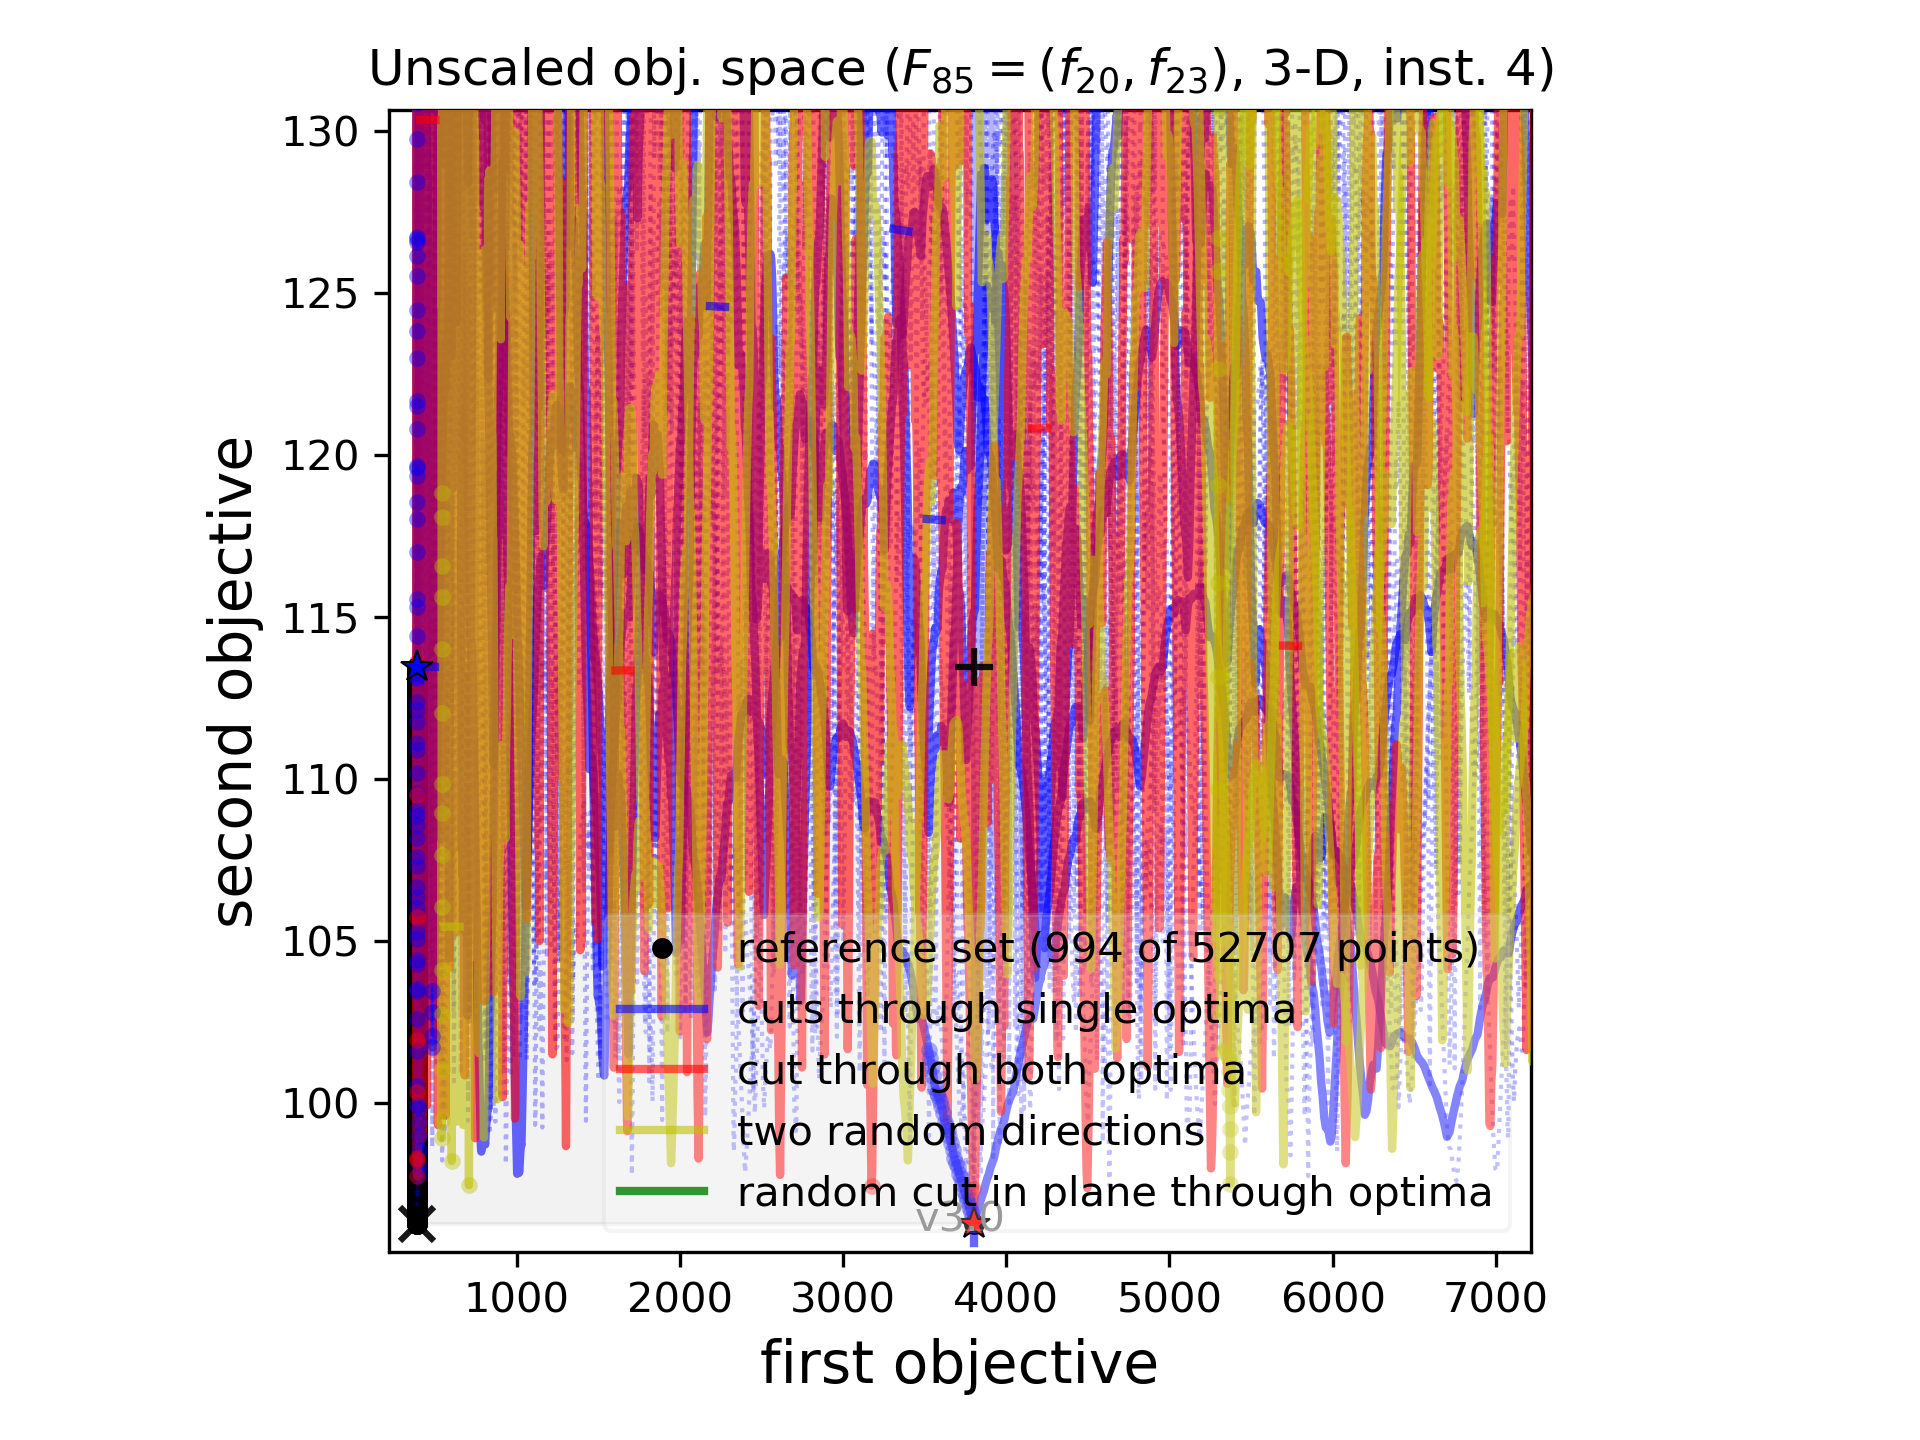 Unscaled obj. space (F85 = (f20, f23), 3-D, inst. 4)
130
125
120
115
110
105
100
second objective
reference set (994 of 52707 points)
cuts through single optima
cut through both optima
two random directions
random cut in plane through optima
v3.0
1000 2000 3000 4000 5000 6000 7000
first objective